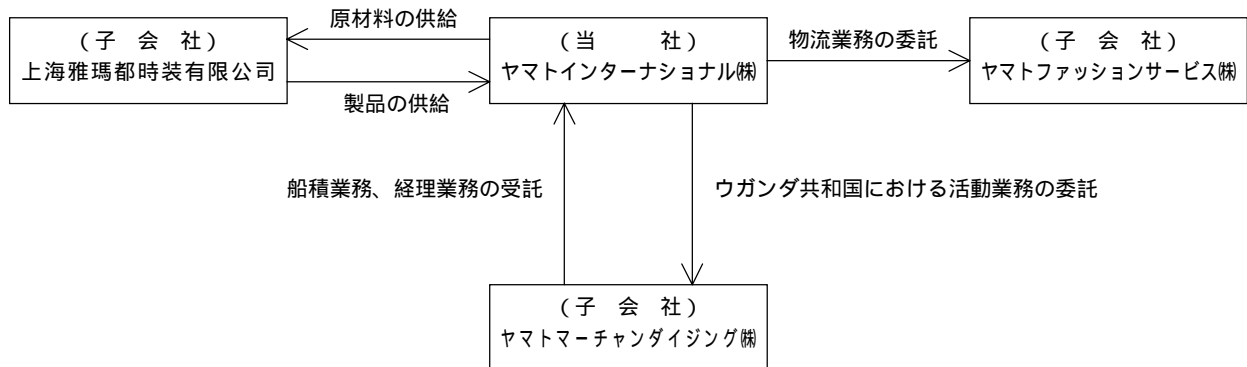 原材料の供給
(子会社)
上海雅瑪都時装有限公司
(当社)
ヤマトインターナショナル㈱
物流業務の委託
(子会社)
ヤマトファッションサービス㈱
製品の供給
船積業務、経理業務の受託
ウガンダ共和国における活動業務の委託
(子会社)
ヤマトマーチャンダイジング㈱